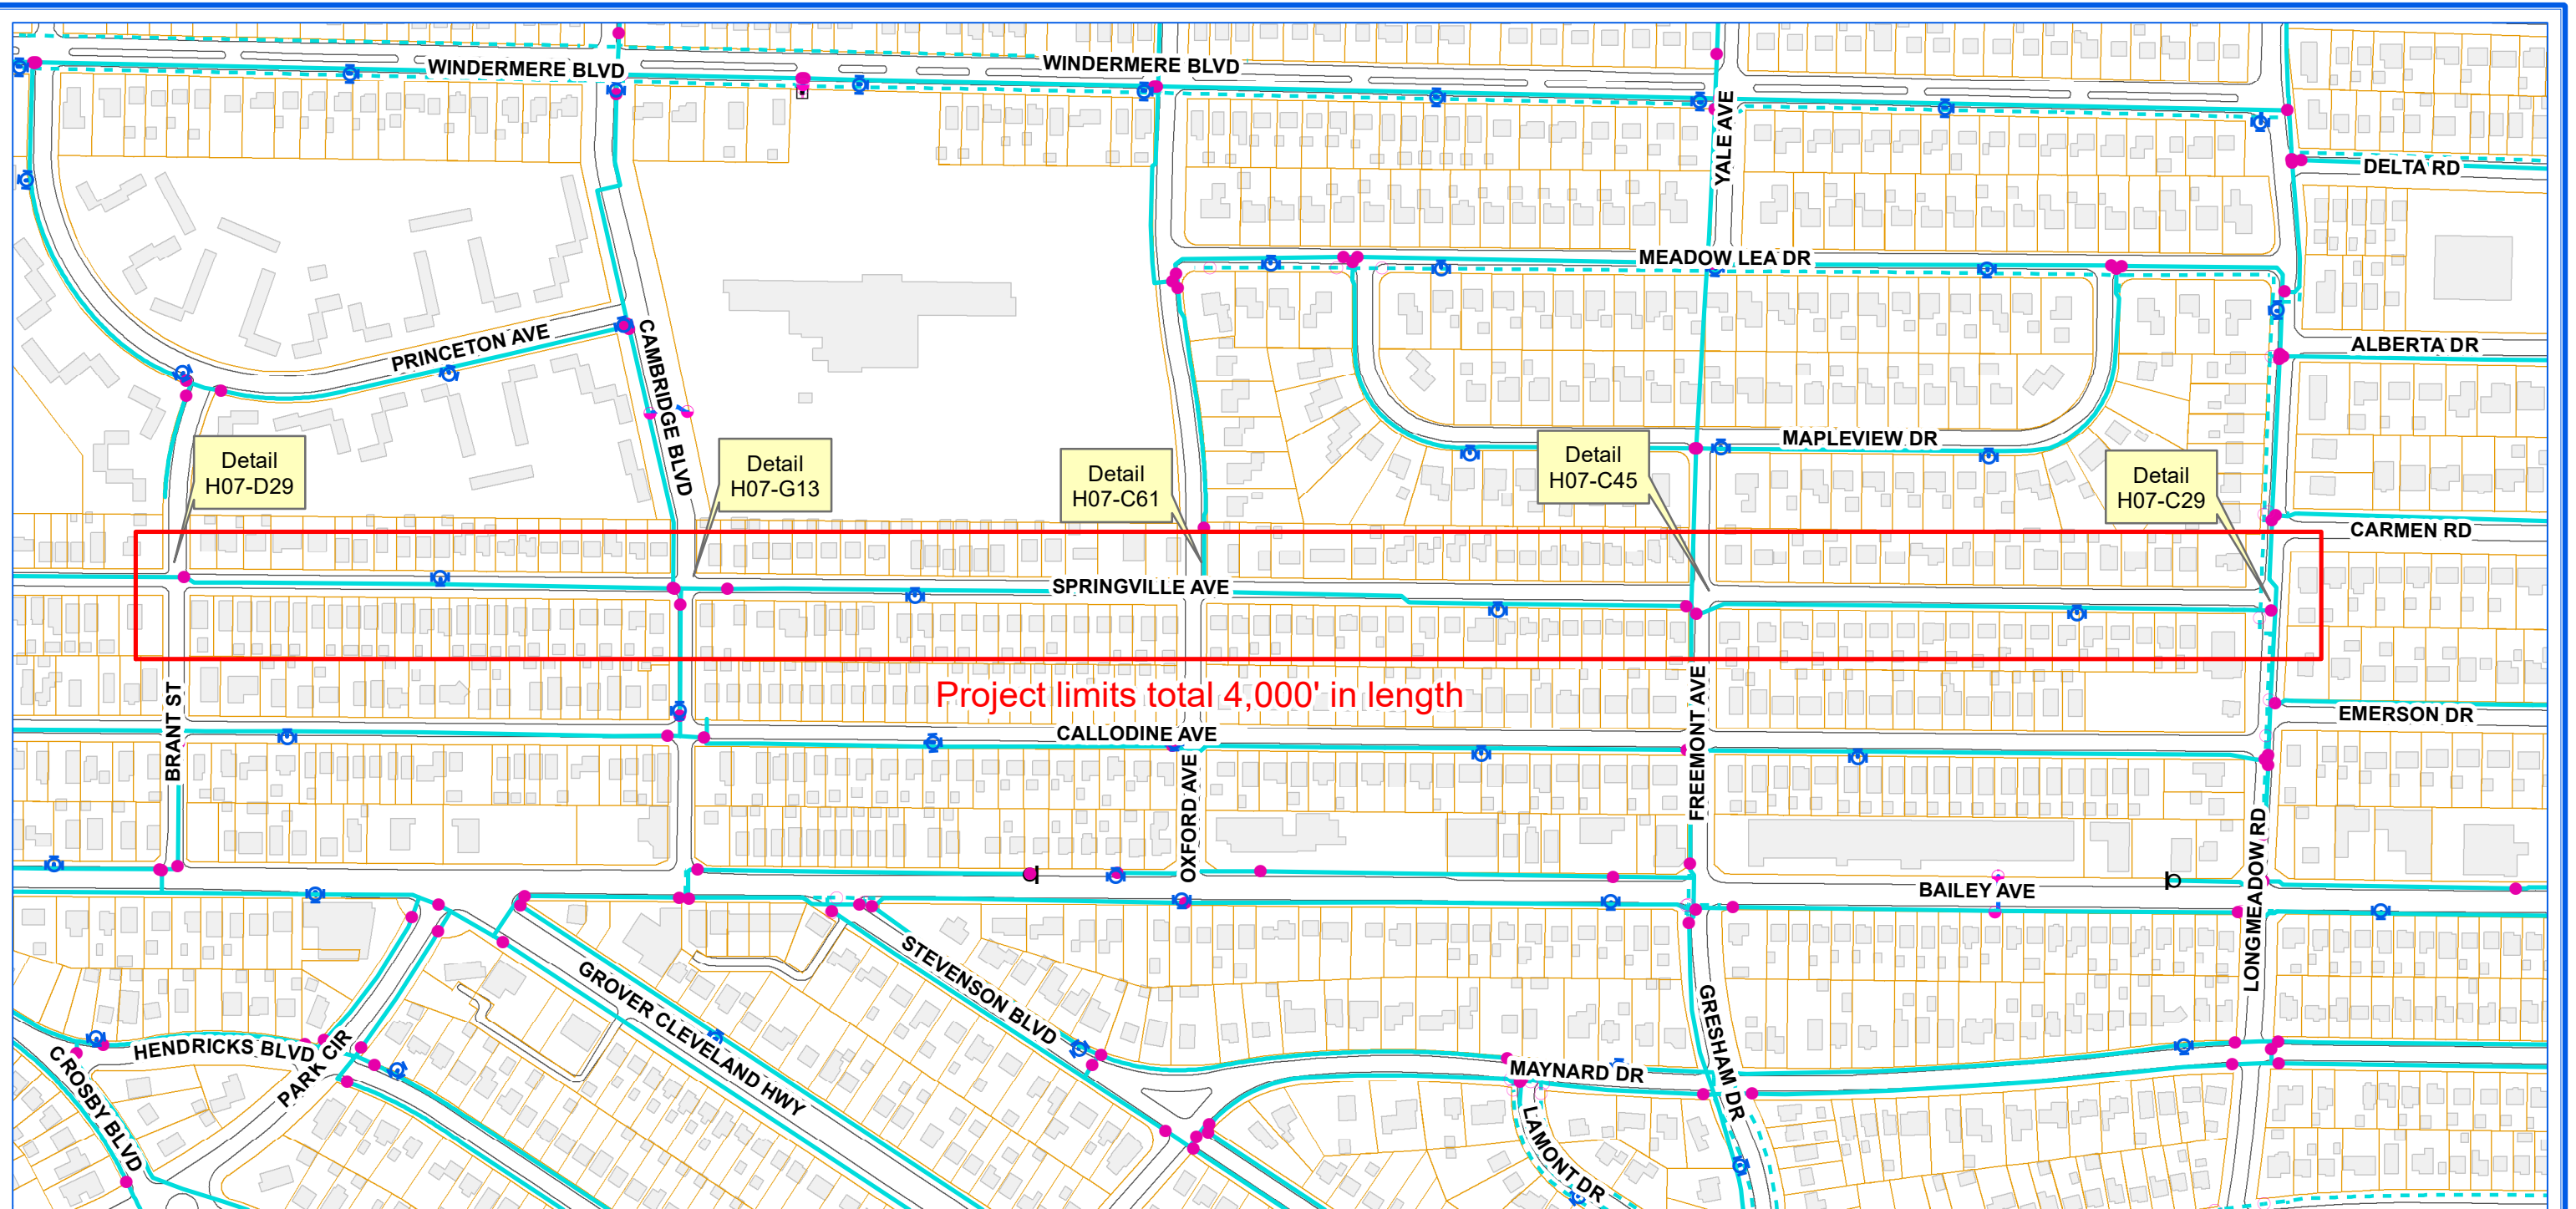 WINDERMERE BLVD
WINDERMERE BLVD
YALE AVE
DELTA RD
MEADOW LEA DR
PRINCETON AVE
CAMBRIDGE BLVD
ALBERTA DR
MAPLEVIEW DR
Detail
H07-D29
Detail
H07-G13
Detail
H07-C61
Detail
H07-C45
Detail
H07-C29
CARMEN RD
SPRINGVILLE AVE
BRANT ST
Project limits total 4,000' in length
FREEMONT AVE
EMERSON DR
CALLODINE AVE
OXFORD AVE
LONGMEADOW RD
BAILEY AVE
STEVENSON BLVD
GROVER CLEVELAND HWY
GRESHAM DR
HENDRICKS BLVD
PARK CIR
CROSBY BLVD
MAYNARD DR
LAMONT DR